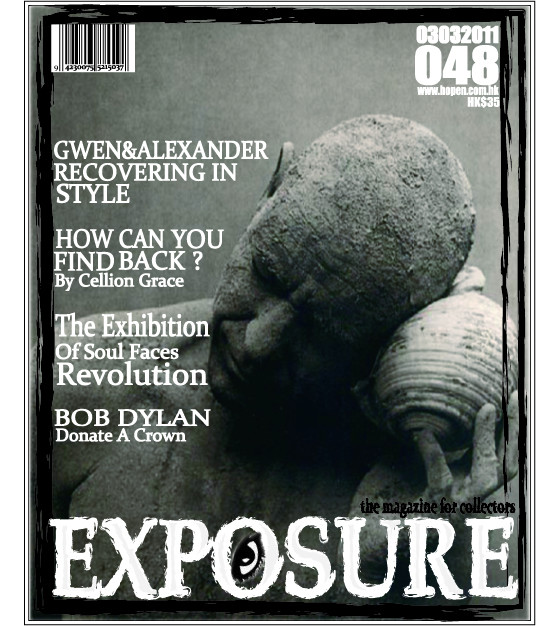 9 4230075 5215037
03032011
048
www.hopen.com.hk
HK$35
GWEN&ALEXANDER
RECOVERING IN
STYLE
HOW CAN YOU
FIND BACK ?
By Cellion Grace
The Exhibition
Of Soul Faces
Revolution
BOB DYLAN
Donate A Crown
the magazine for collectors
EXPOSURE